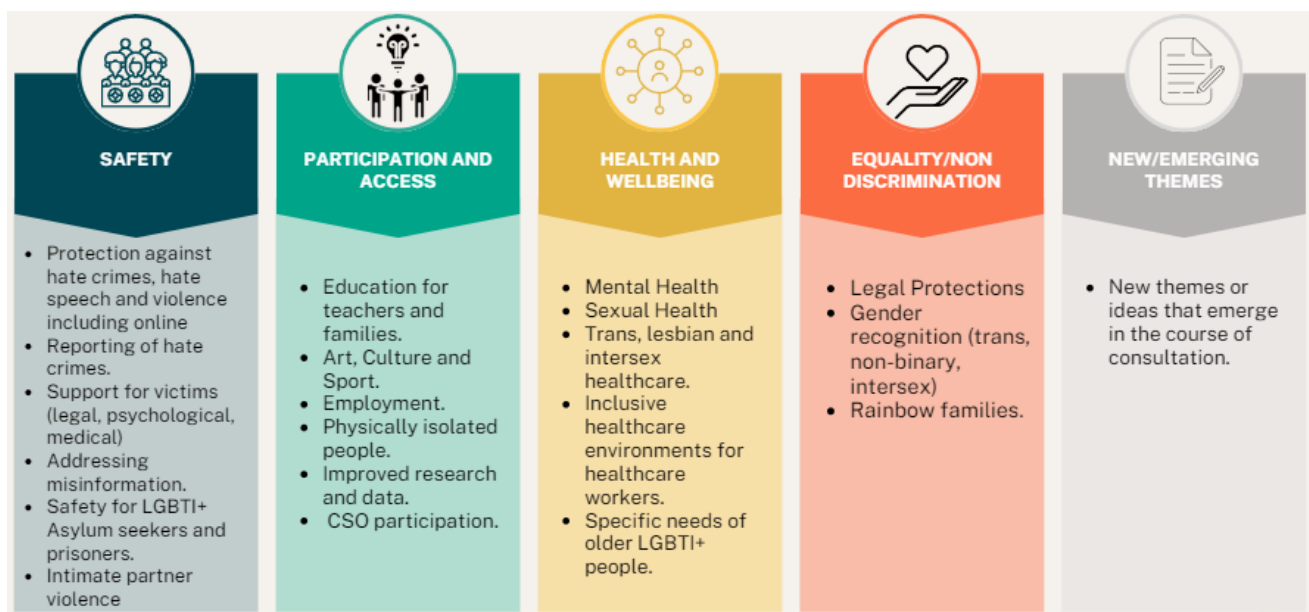 SAFETY
• Protection against
hate crimes, hate
speech and violence
including online
• Reporting of hate
crimes.
• Support for victims
(legal, psychological,
medical)
• Addressing
misinformation.
• Safety for LGBTI+
Asylum seekers and
prisoners.
• Intimate partner
violence
PARTICIPATION AND
ACCESS
• Education for
teachers and
families.
• Art, Culture and
Sport.
• Employment.
• Physically isolated
people.
• Improved research
and data.
• CSO participation.
HEALTH AND
WELLBEING
• Mental Health
• Sexual Health
• Trans, lesbian and
intersex
healthcare.
• Inclusive
healthcare
environments for
healthcare
workers.
• Specific needs of
older LGBTI+
people.
EQUALITY/NON
DISCRIMINATION
• Legal Protections
• Gender
recognition (trans,
non-binary,
intersex)
• Rainbow families.
NEW/EMERGING
THEMES
• New themes or
ideas that emerge
in the course of
consultation.